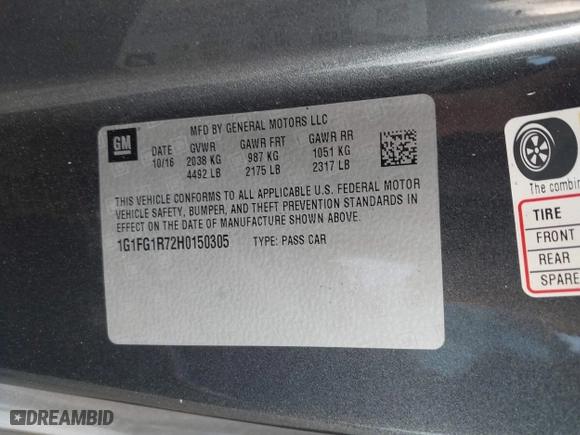 MFD BY GENERAL MOTORS LLC
GM DATE GVWR GAWR FRT GAWR RR
10/16 2038 KG 987 KG 1051 KG
4492 LB 2175 LB 2317 LB
THIS VEHICLE CONFORMS TO ALL APPLICABLE U.S. FEDERAL MOTOR
VEHICLE SAFETY, BUMPER, AND THEFT PREVENTION STANDARDS IN
EFFECT ON THE DATE OF MANUFACTURE SHOWN ABOVE.
1G1FG1R72H0150305 TYPE: PASS CAR
The combin
TIRE
FRONT
REAR
SPARE
DREAMBID